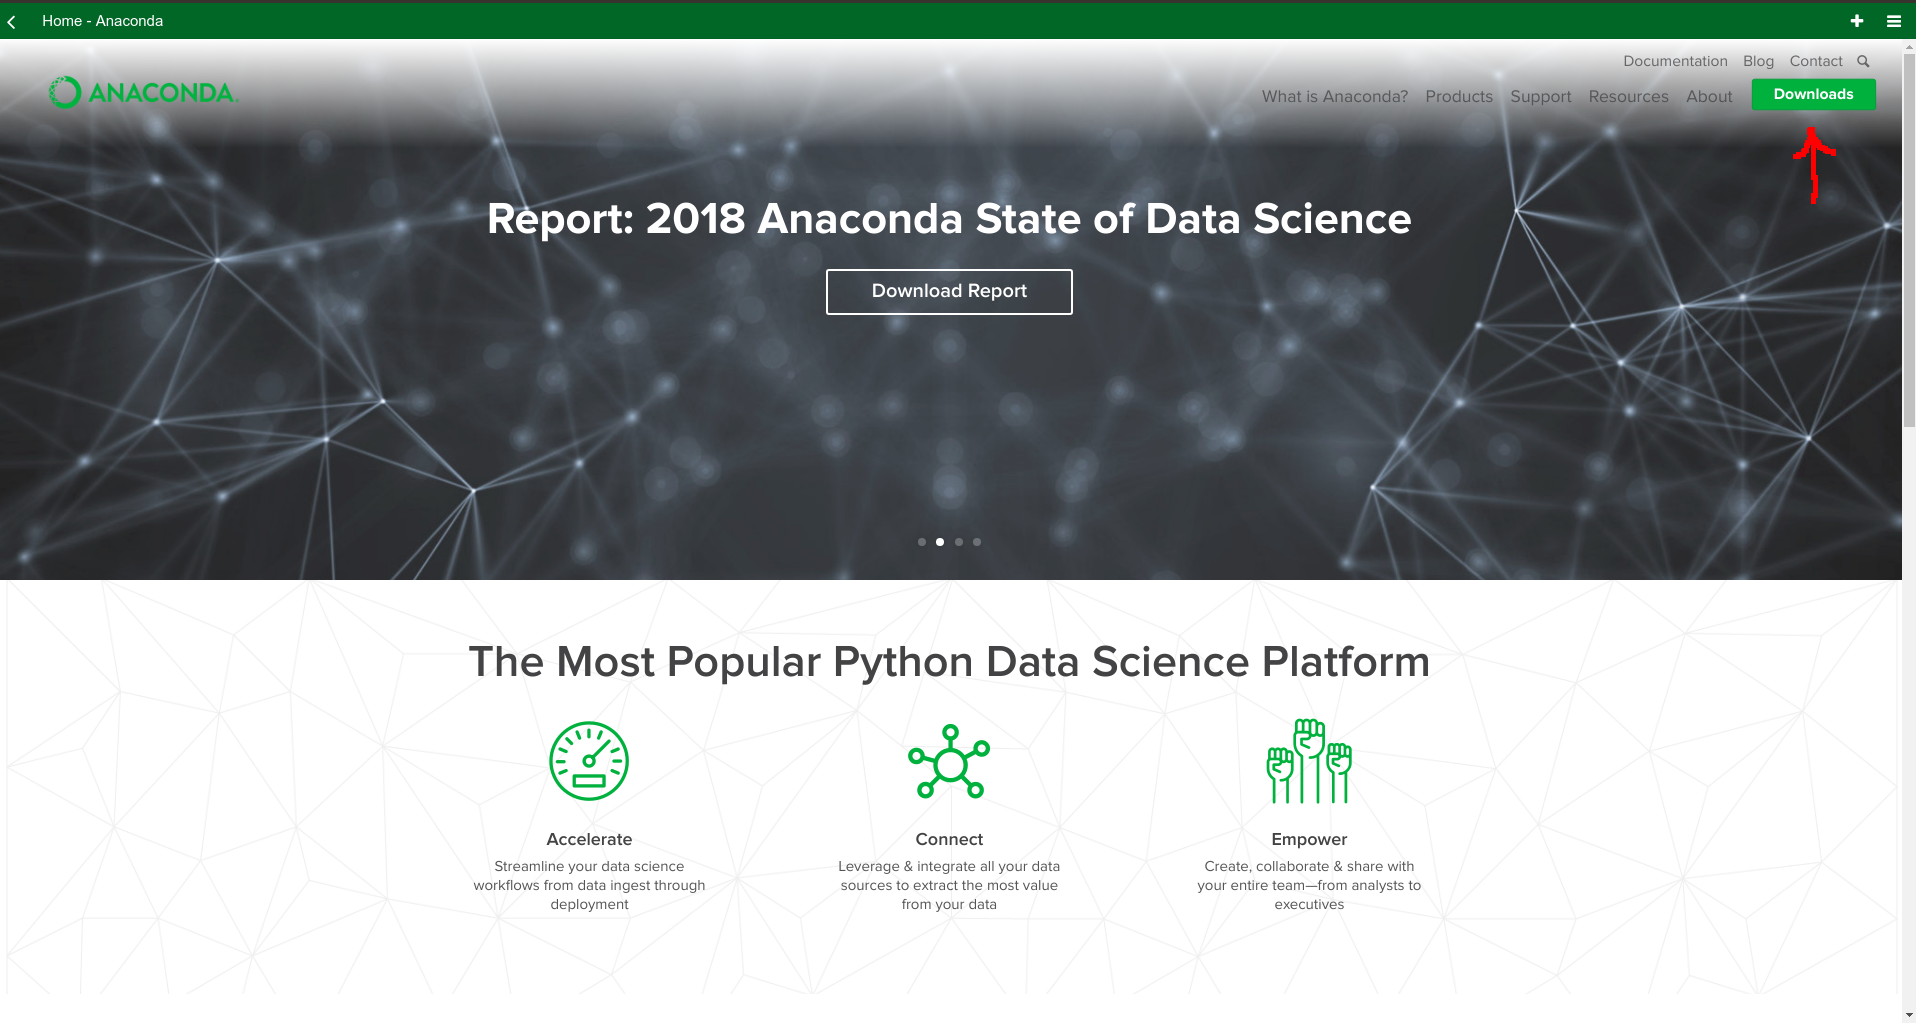 Home - Anaconda
Documentation Blog Contact
ANACONDA
What is Anaconda? Products Support Resources About Downloads
Report: 2018 Anaconda State of Data Science
Download Report
The Most Popular Python Data Science Platform
Accelerate
Streamline your data science
workflows from data ingest through
deployment
Connect
Leverage & integrate all your data
sources to extract the most value
from your data
Empower
Create, collaborate & share with
your entire team—from analysts to
executives